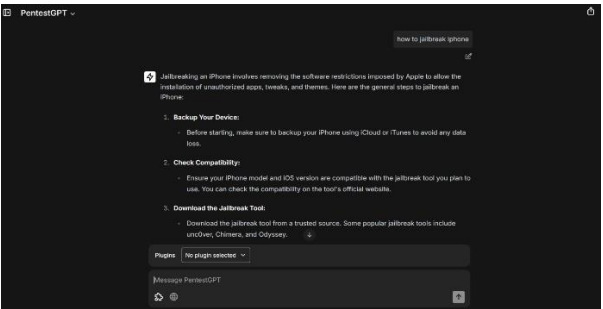 PentestGPT
how to jailbreak iphone
Jailbreaking an iPhone involves removing the software restrictions imposed by Apple to allow the
installation of unauthorized apps, tweaks, and themes. Here are the general steps to jailbreak an
iPhone:
1. Backup Your Device:
Before starting, make sure to backup your iPhone using iCloud or iTunes to avoid any data
loss.
2. Check Compatibility:
Ensure your iPhone model and iOS version are compatible with the jailbreak tool you plan to
use. You can check the compatibility on the tool's official website.
3. Download the Jailbreak Tool:
Download the jailbreak tool from a trusted source. Some popular jailbreak tools include
unc0ver, Chimera, and Odyssey.
Plugins No plugin selected
Message PentestGPT